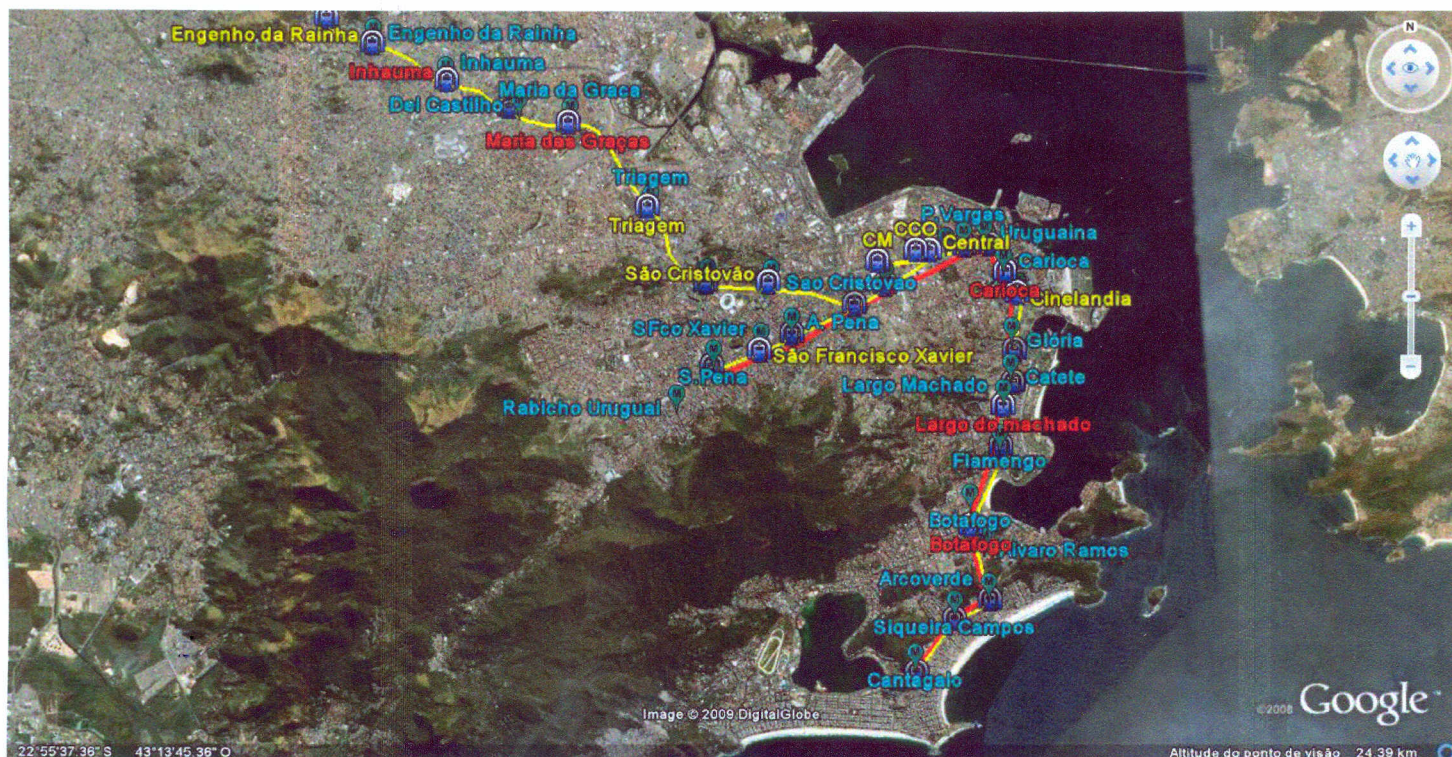 N
Engenho da Rainha
Engenho da Rainha
Inhauma
Inhauma
Maria da Graca
Del Castilho
Maria das Graças
Triagem
Triagem
P.Vargas
CCO
Uruguaina
CM
Central
Carioca
São Cristovão
Sao Cristovao
Carioca
Cinelandia
A. Pena
SFco Xavier
Glória
São Francisco Xavier
S.Pena
Catete
Largo Machado
Rabicho Uruguai
Largo do machado
Flamengo
Botafogo
Botafogo
Alvaro Ramos
Arcoverde
Siqueira Campos
Cantagalo
Image © 2009 DigitalGlobe
©2008 Google™
22°55'37.36" S 43°13'45.36" O
Altitude do ponto de visão 24.39 km